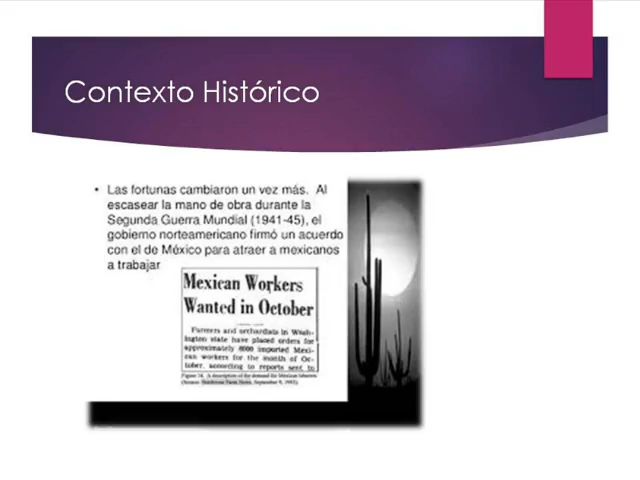 Contexto Histórico
• Las fortunas cambiaron un vez más. Al
escasear la mano de obra durante la
Segunda Guerra Mundial (1941-45), el
gobierno norteamericano firmó un acuerdo
con el de México para atraer a mexicanos
a trabajar
Mexican Workers
Wanted in October
Farmers and orchardists in Wash-
ington state have placed orders for
approximately 8000 imported Mexi-
can workers for the month of Oc-
tober, according to reports sent to